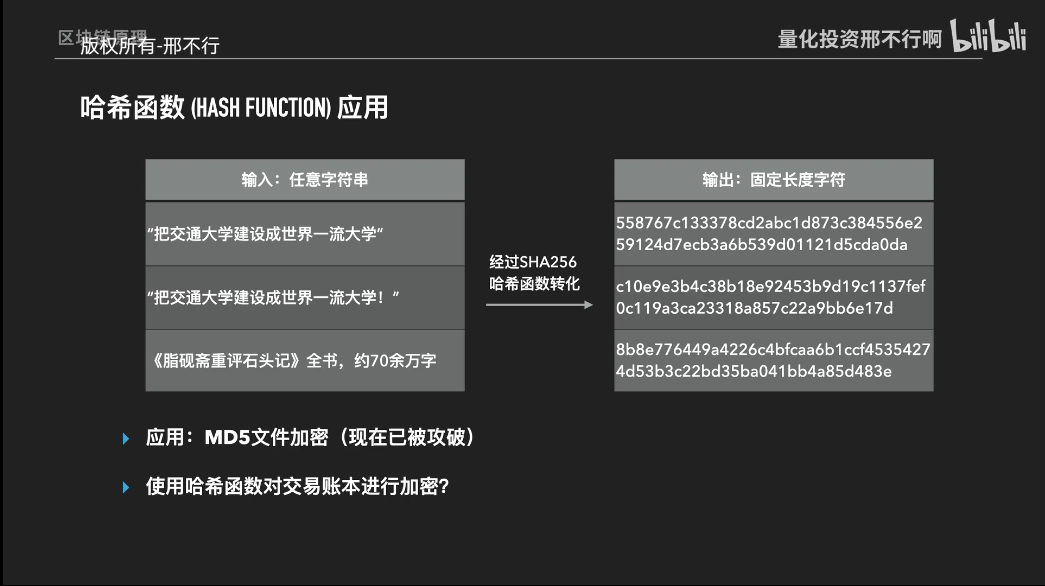 区块链原理
版权所有-邢不行
量化投资邢不行啊 bilibili
哈希函数 (HASH FUNCTION) 应用
输入：任意字符串
输出：固定长度字符
“把交通大学建设成世界一流大学”
558767c133378cd2abc1d873c384556e2
59124d7ecb3a6b539d01121d5cda0da
经过SHA256
哈希函数转化
“把交通大学建设成世界一流大学！”
c10e9e3b4c38b18e92453b9d19c1137fef
0c119a3ca23318a857c22a9bb6e17d
《脂砚斋重评石头记》全书，约70余万字
8b8e776449a4226c4bfcaa6b1ccf4535427
4d53b3c22bd35ba041bb4a85d483e
应用：MD5文件加密（现在已被攻破）
使用哈希函数对交易账本进行加密？